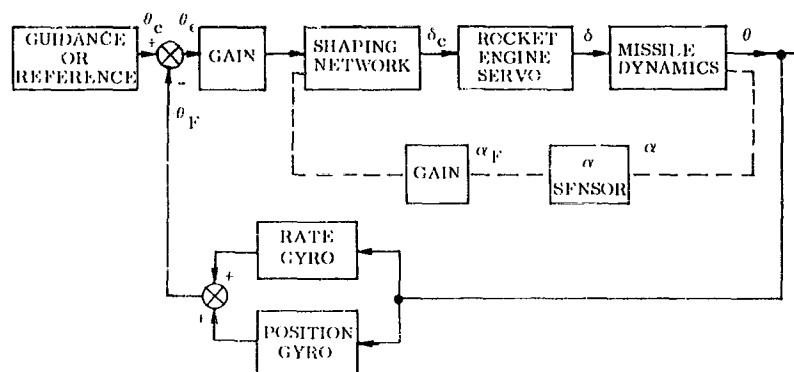 θc
θϵ
GUIDANCE
OR
REFERENCE
+
-
GAIN
SHAPING
NETWORK
δc
ROCKET
ENGINE
SERVO
δ
MISSILE
DYNAMICS
θ
θF
GAIN
αF
α
SENSOR
α
RATE
GYRO
+
+
POSITION
GYRO